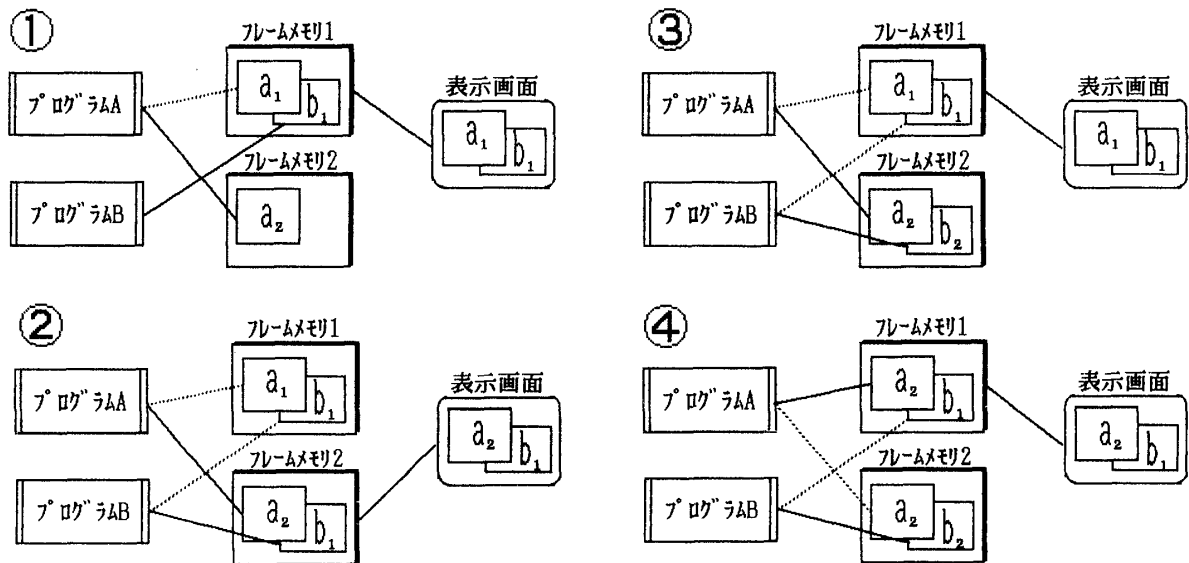 ①
フレームメモリ1
プログラムA
a₁
b₁
表示画面
a₁
b₁
フレームメモリ2
プログラムB
a₂
③
フレームメモリ1
プログラムA
a₁
b₁
表示画面
a₁
b₁
フレームメモリ2
プログラムB
a₂
b₂
②
フレームメモリ1
プログラムA
a₁
b₁
表示画面
a₂
b₁
フレームメモリ2
プログラムB
a₂
b₁
④
フレームメモリ1
プログラムA
a₂
b₁
表示画面
a₂
b₁
フレームメモリ2
プログラムB
a₂
b₂